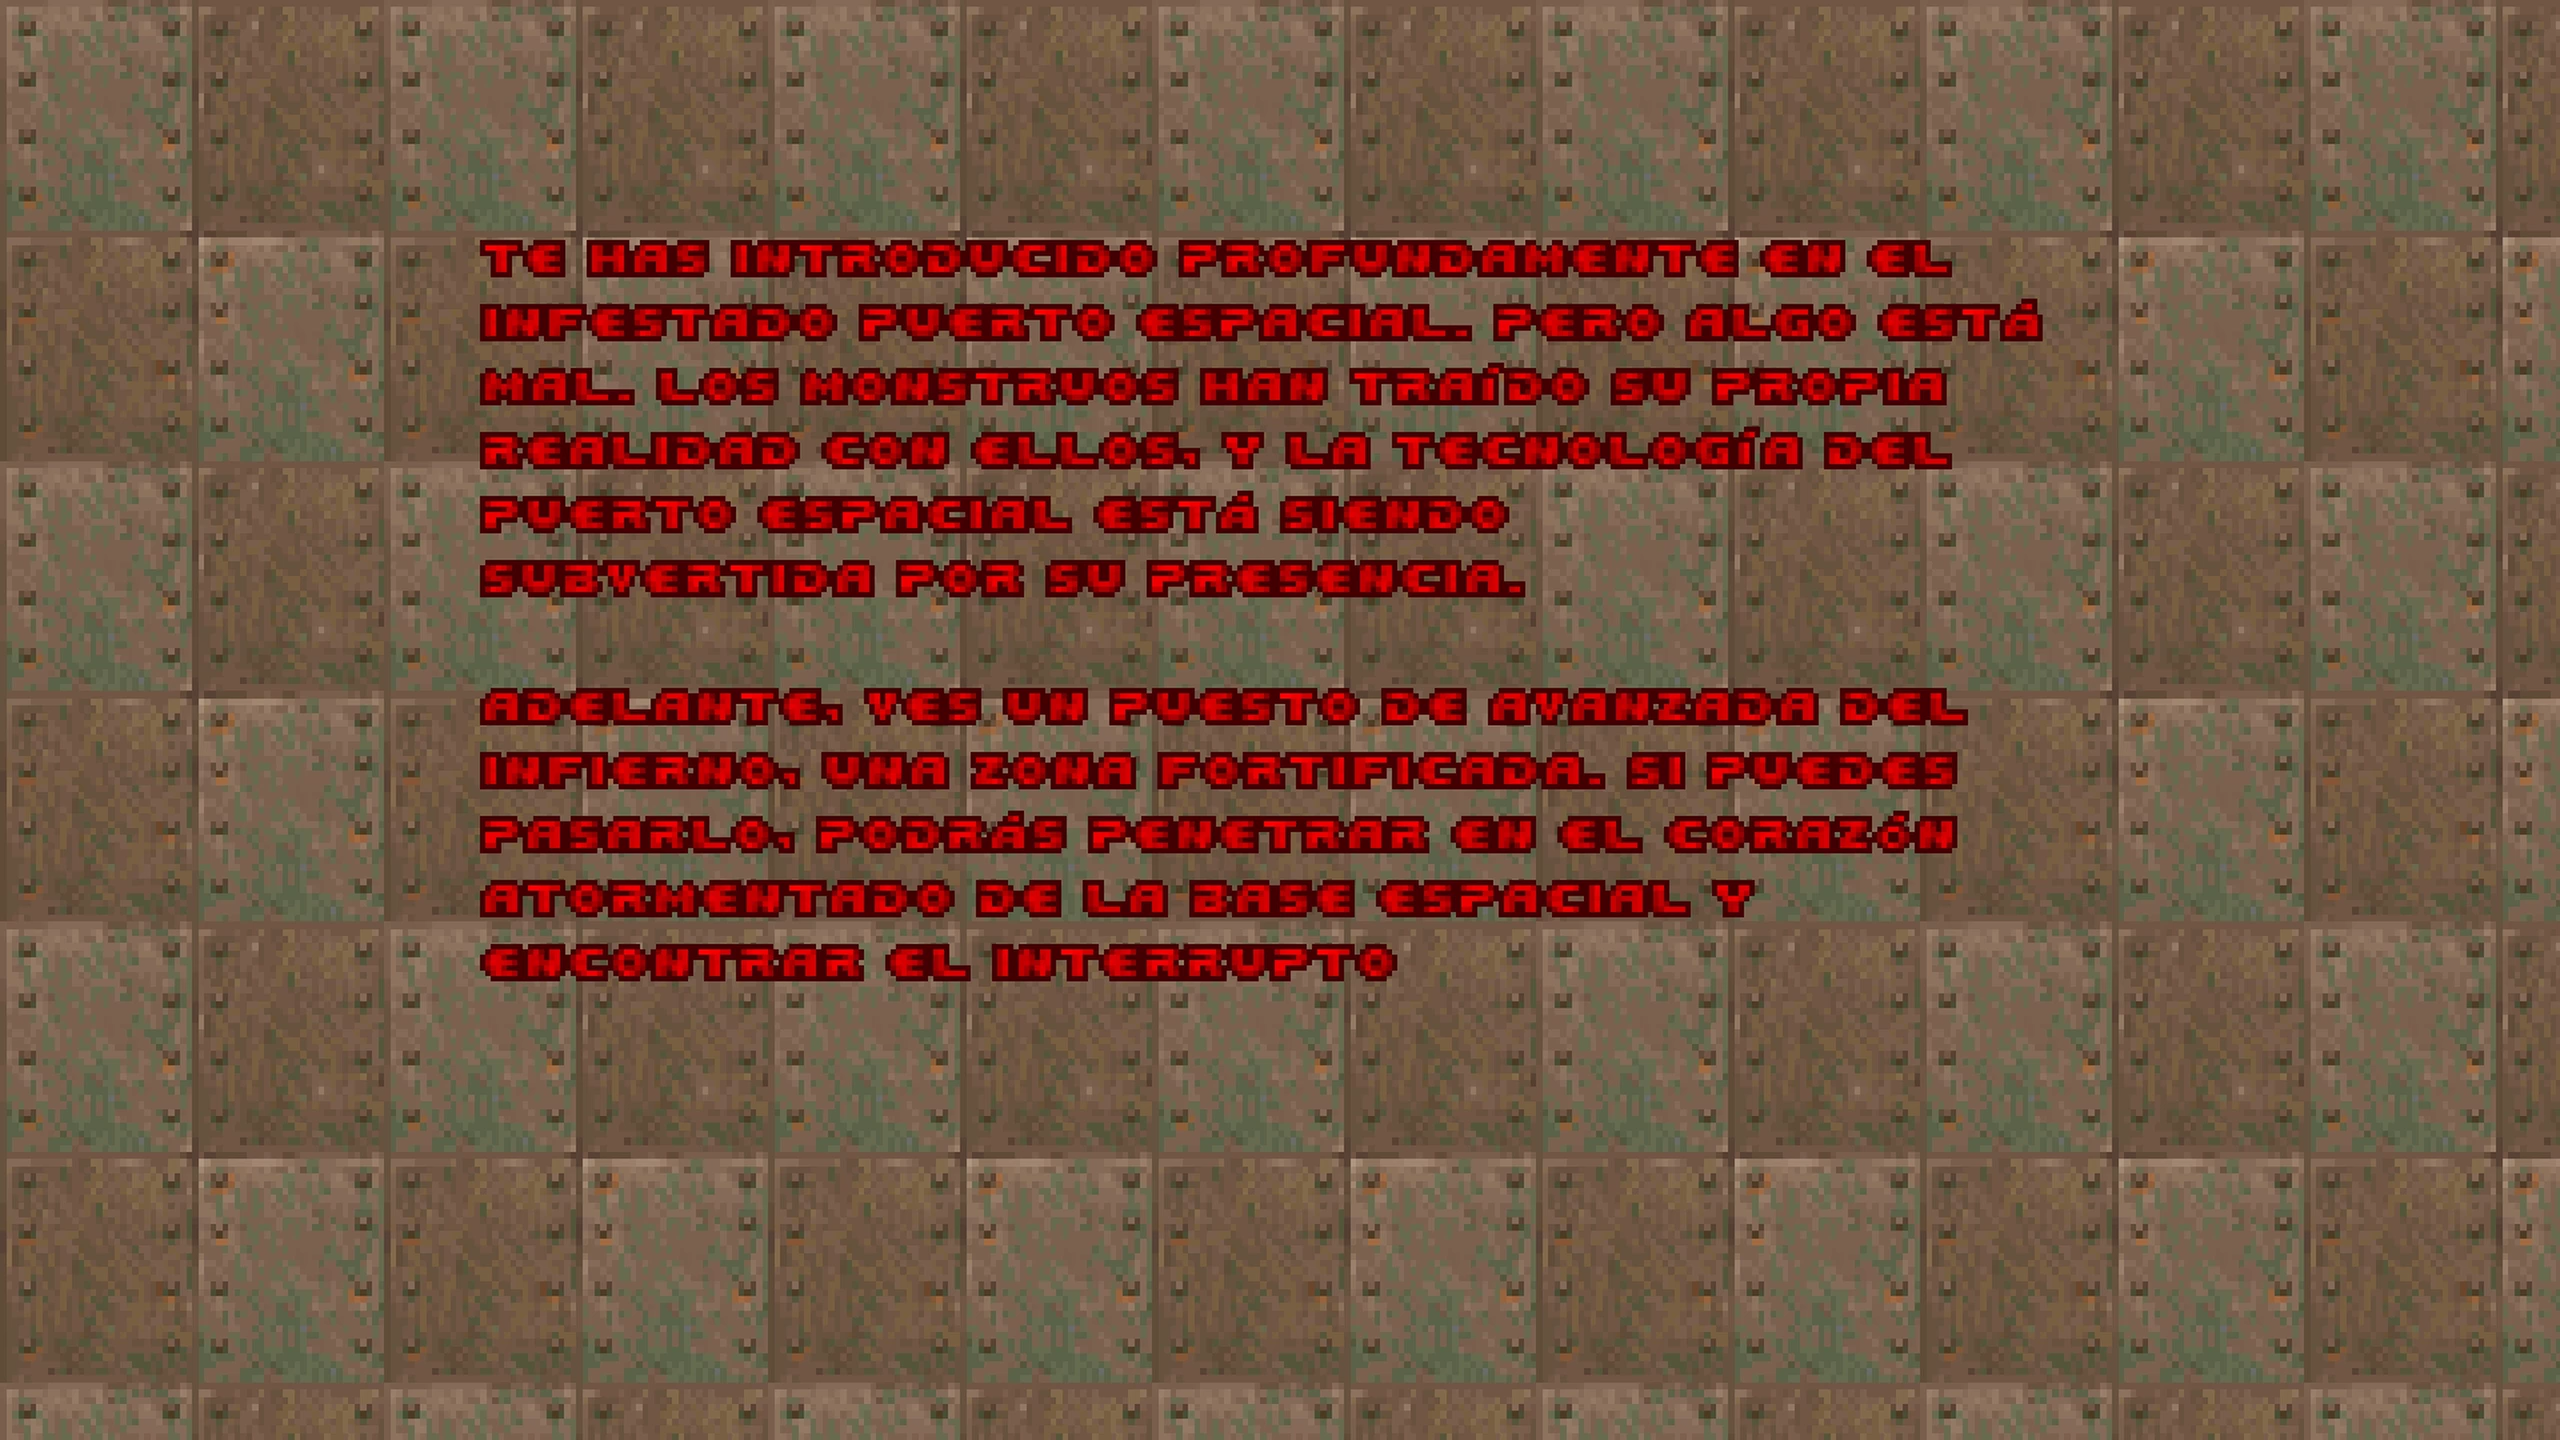 TE HAS INTRODUCIDO PROFUNDAMENTE EN EL
INFESTADO PUERTO ESPACIAL. PERO ALGO ESTÁ
MAL. LOS MONSTRUOS HAN TRAÍDO SU PROPIA
REALIDAD CON ELLOS, Y LA TECNOLOGÍA DEL
PUERTO ESPACIAL ESTÁ SIENDO
SUBVERTIDA POR SU PRESENCIA.
ADELANTE, VES UN PUESTO DE AVANZADA DEL
INFIERNO, UNA ZONA FORTIFICADA. SI PUEDES
PASARLO, PODRÁS PENETRAR EN EL CORAZÓN
ATORMENTADO DE LA BASE ESPACIAL Y
ENCONTRAR EL INTERRUPTO